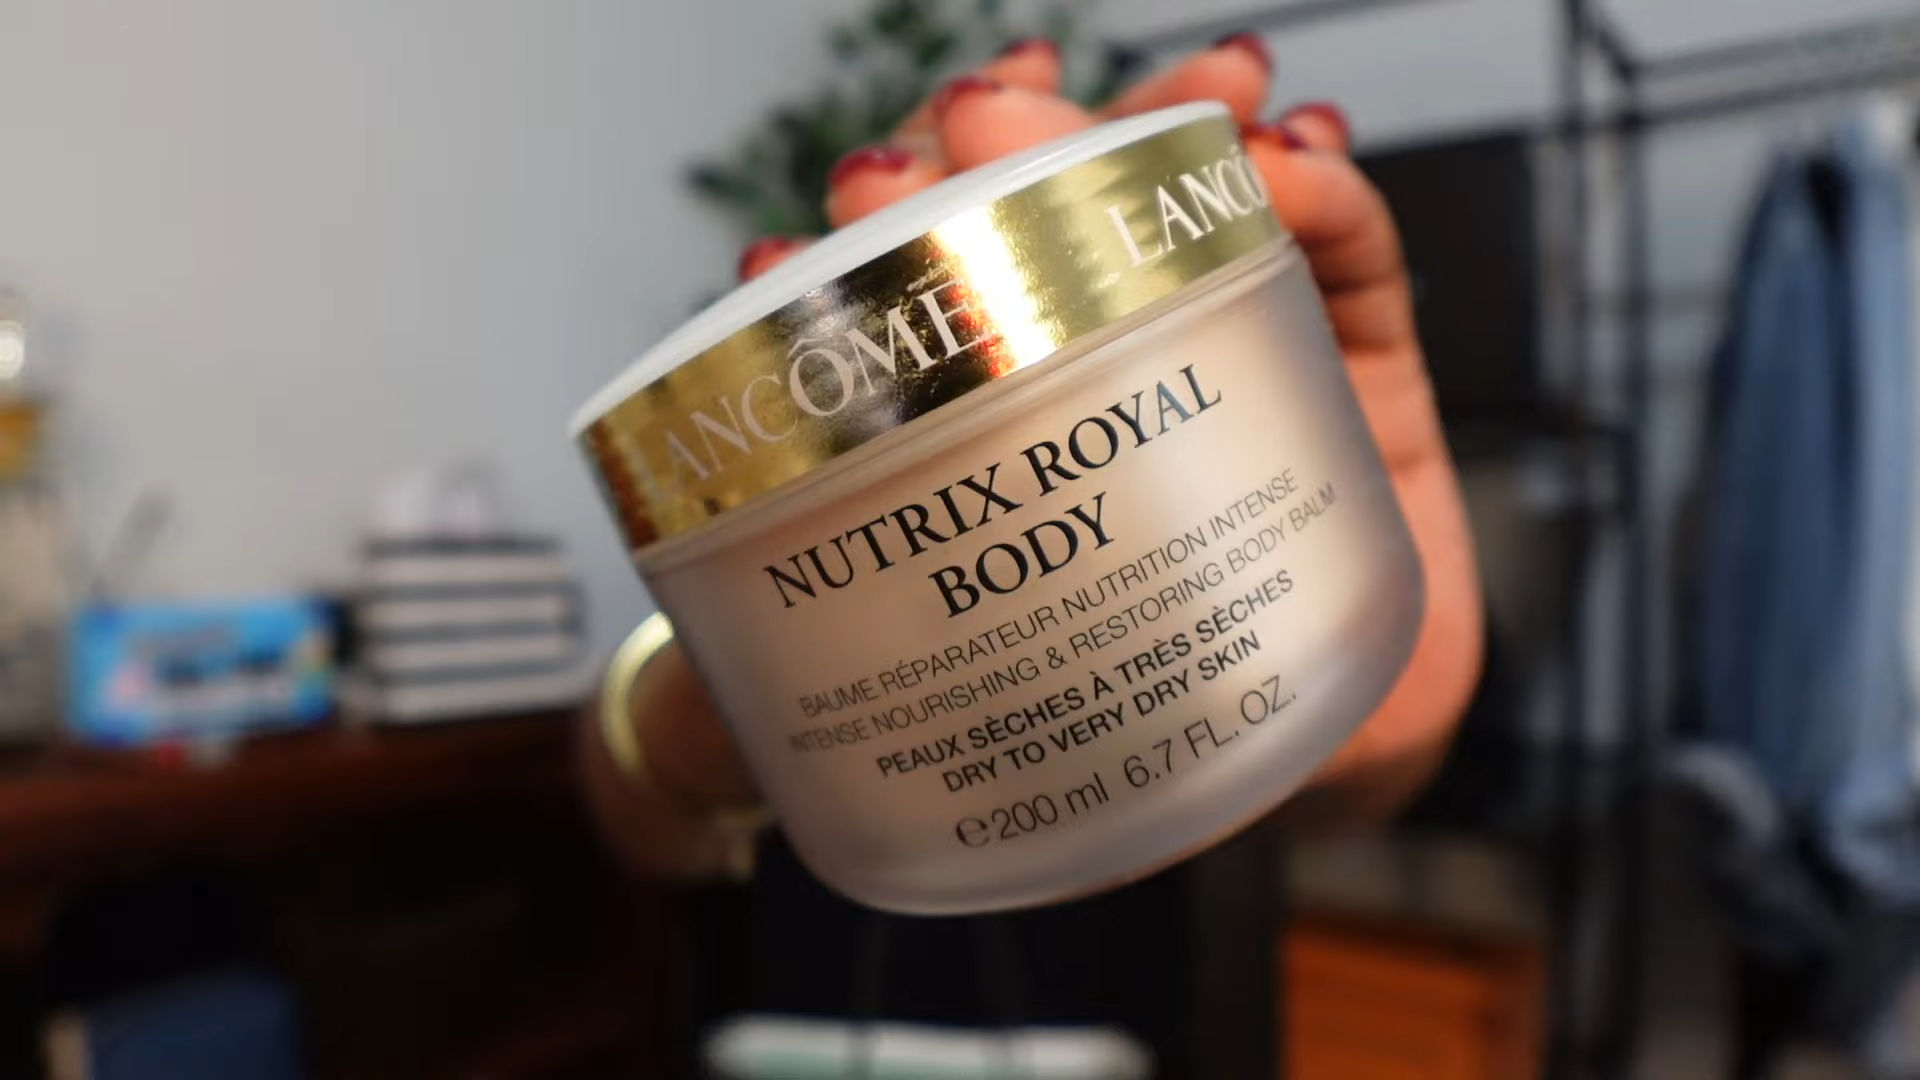 LANCÔME LANCÔ
NUTRIX ROYAL
BODY
BAUME RÉPARATEUR NUTRITION INTENSE
INTENSE NOURISHING & RESTORING BODY BALM
PEAUX SÈCHES À TRÈS SÈCHES
DRY TO VERY DRY SKIN
℮200 ml 6.7 FL. OZ.